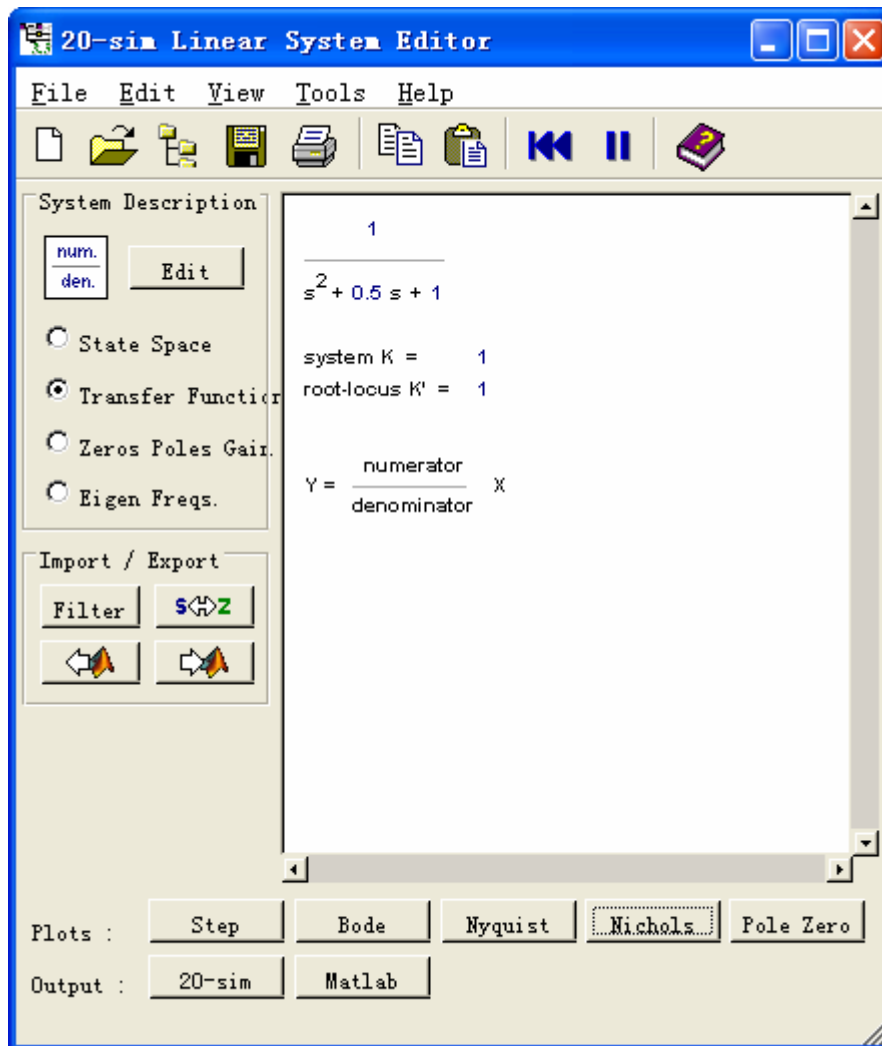 20-sim Linear System Editor
File Edit View Tools Help
System Description
num.
den.
Edit
State Space
Transfer Function
Zeros Poles Gain.
Eigen Freqs.
Import / Export
Filter
S⇔Z
1
s² + 0.5 s + 1
system K = 1
root-locus K' = 1
Y = numerator X
denominator
Plots : Step Bode Nyquist Nichols Pole Zero
Output : 20-sim Matlab